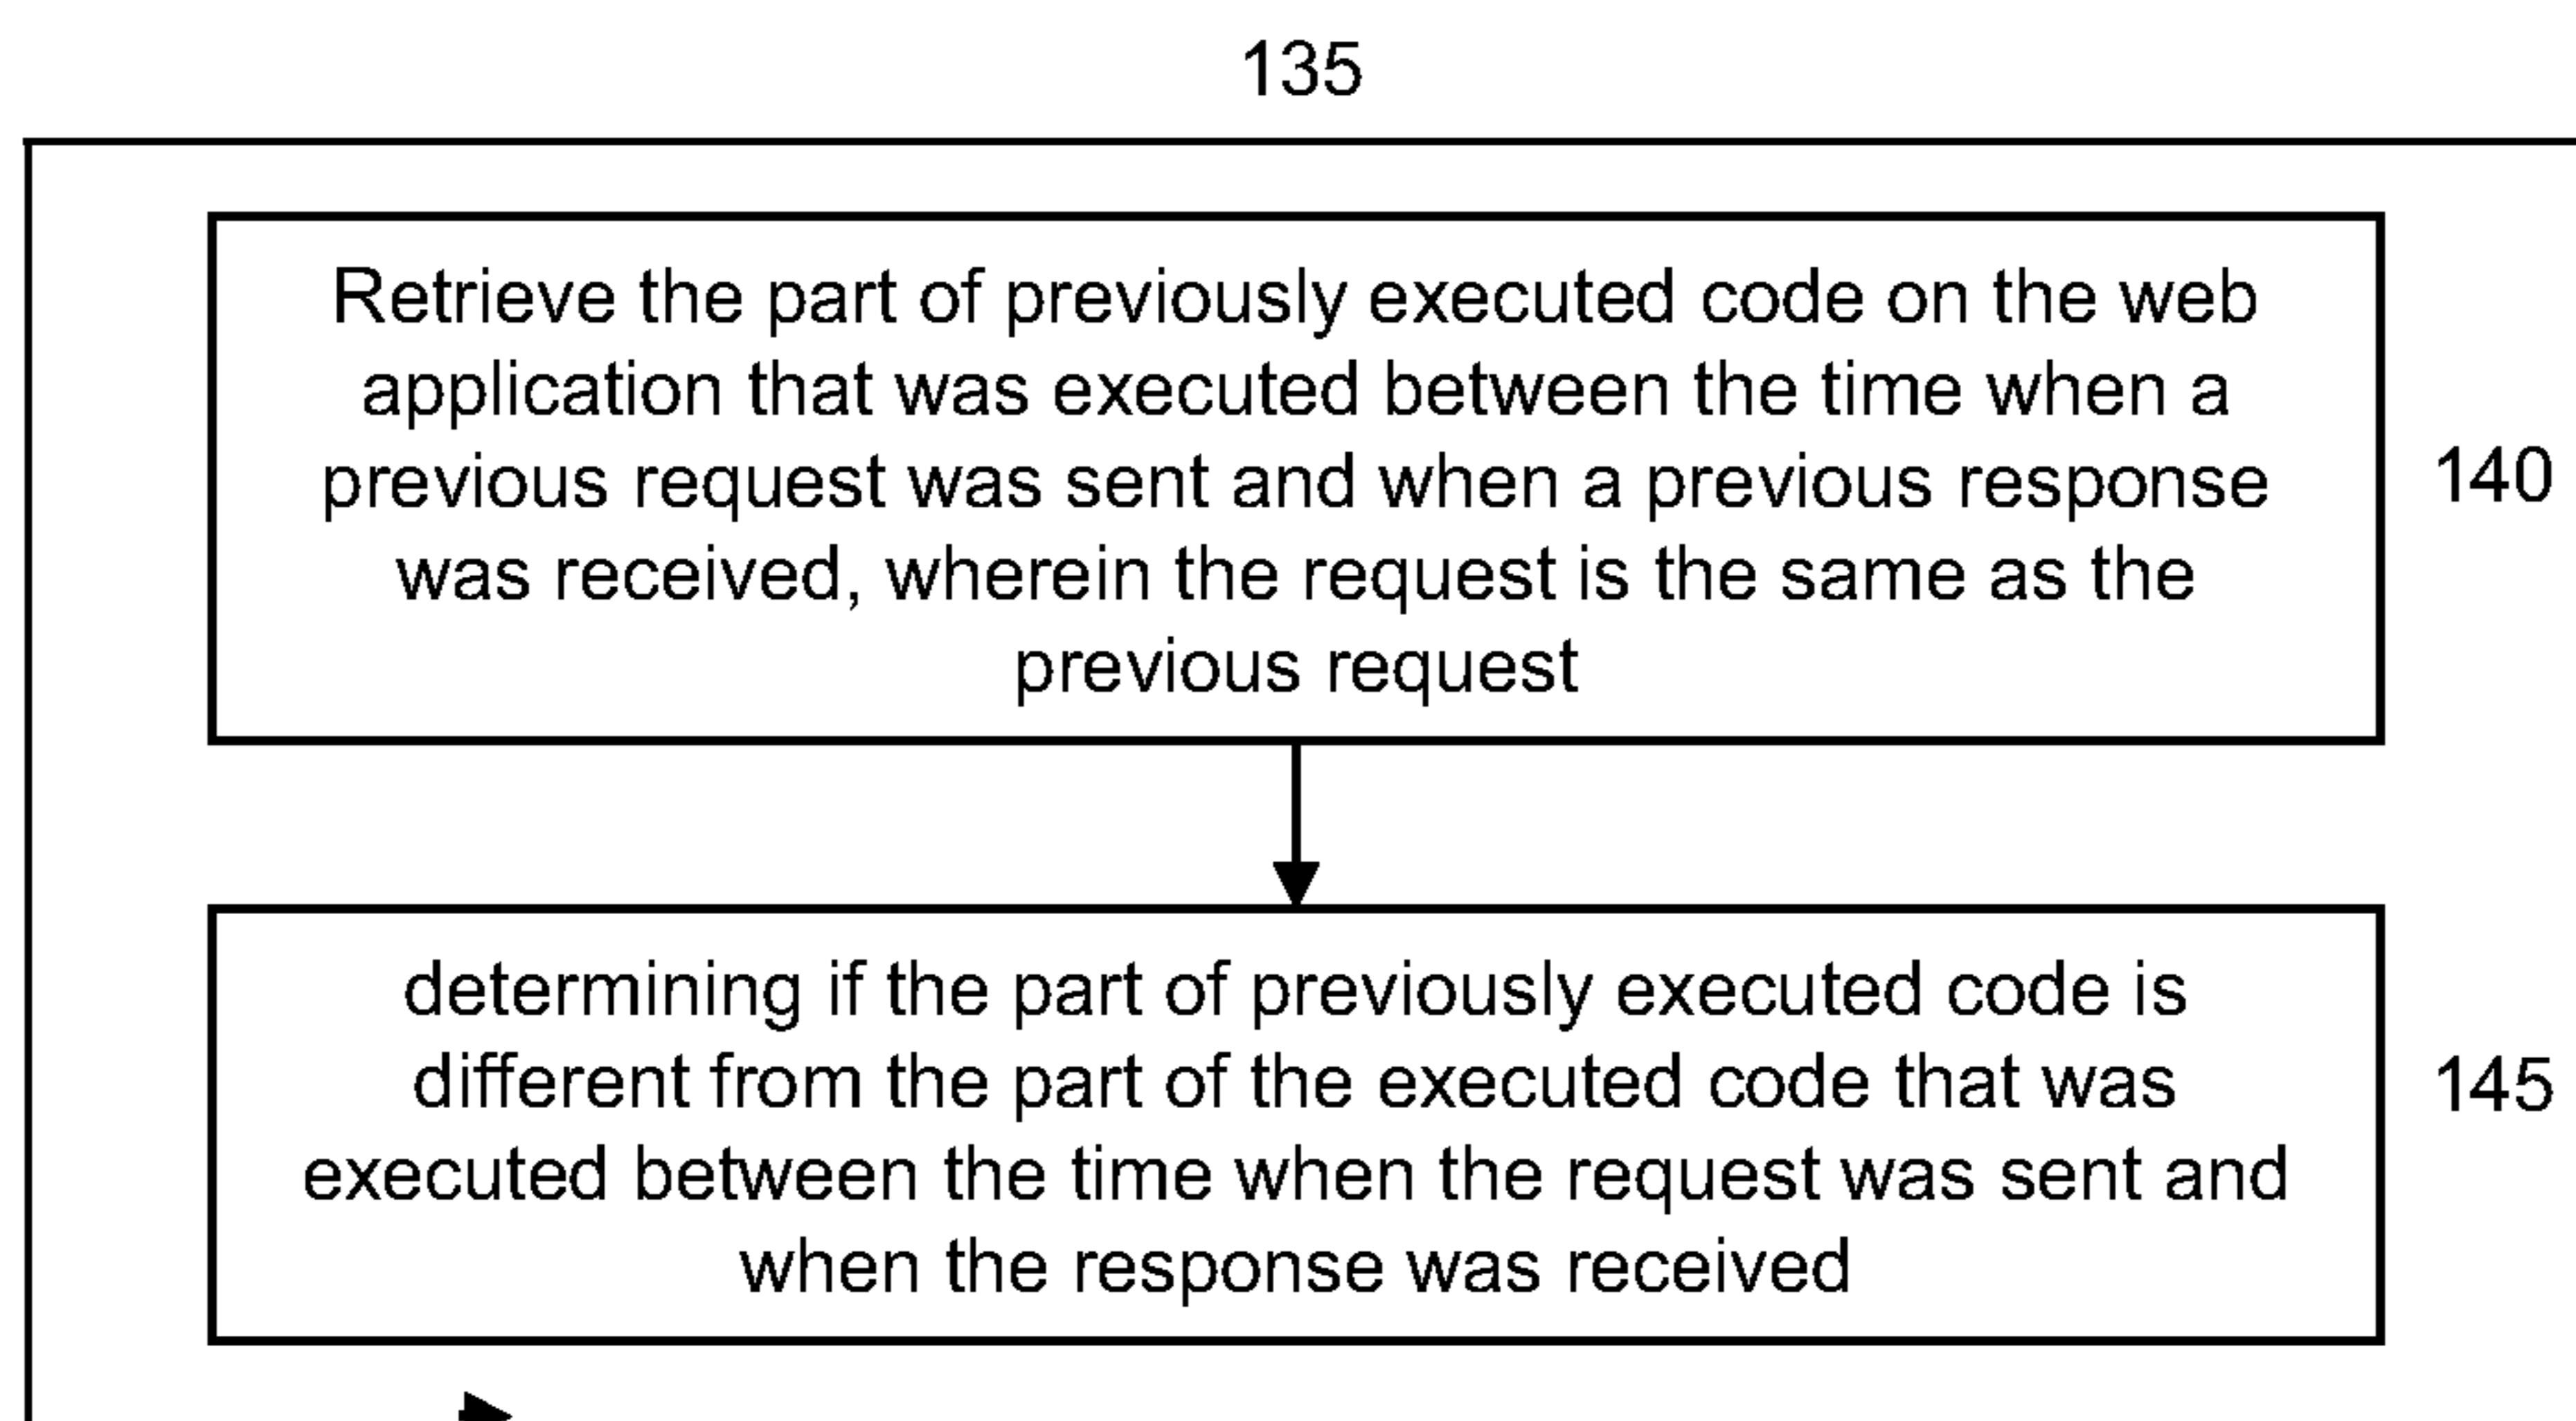 135
Retrieve the part of previously executed code on the web
application that was executed between the time when a
previous request was sent and when a previous response
was received, wherein the request is the same as the
previous request
140
determining if the part of previously executed code is
different from the part of the executed code that was
executed between the time when the request was sent and
when the response was received
145